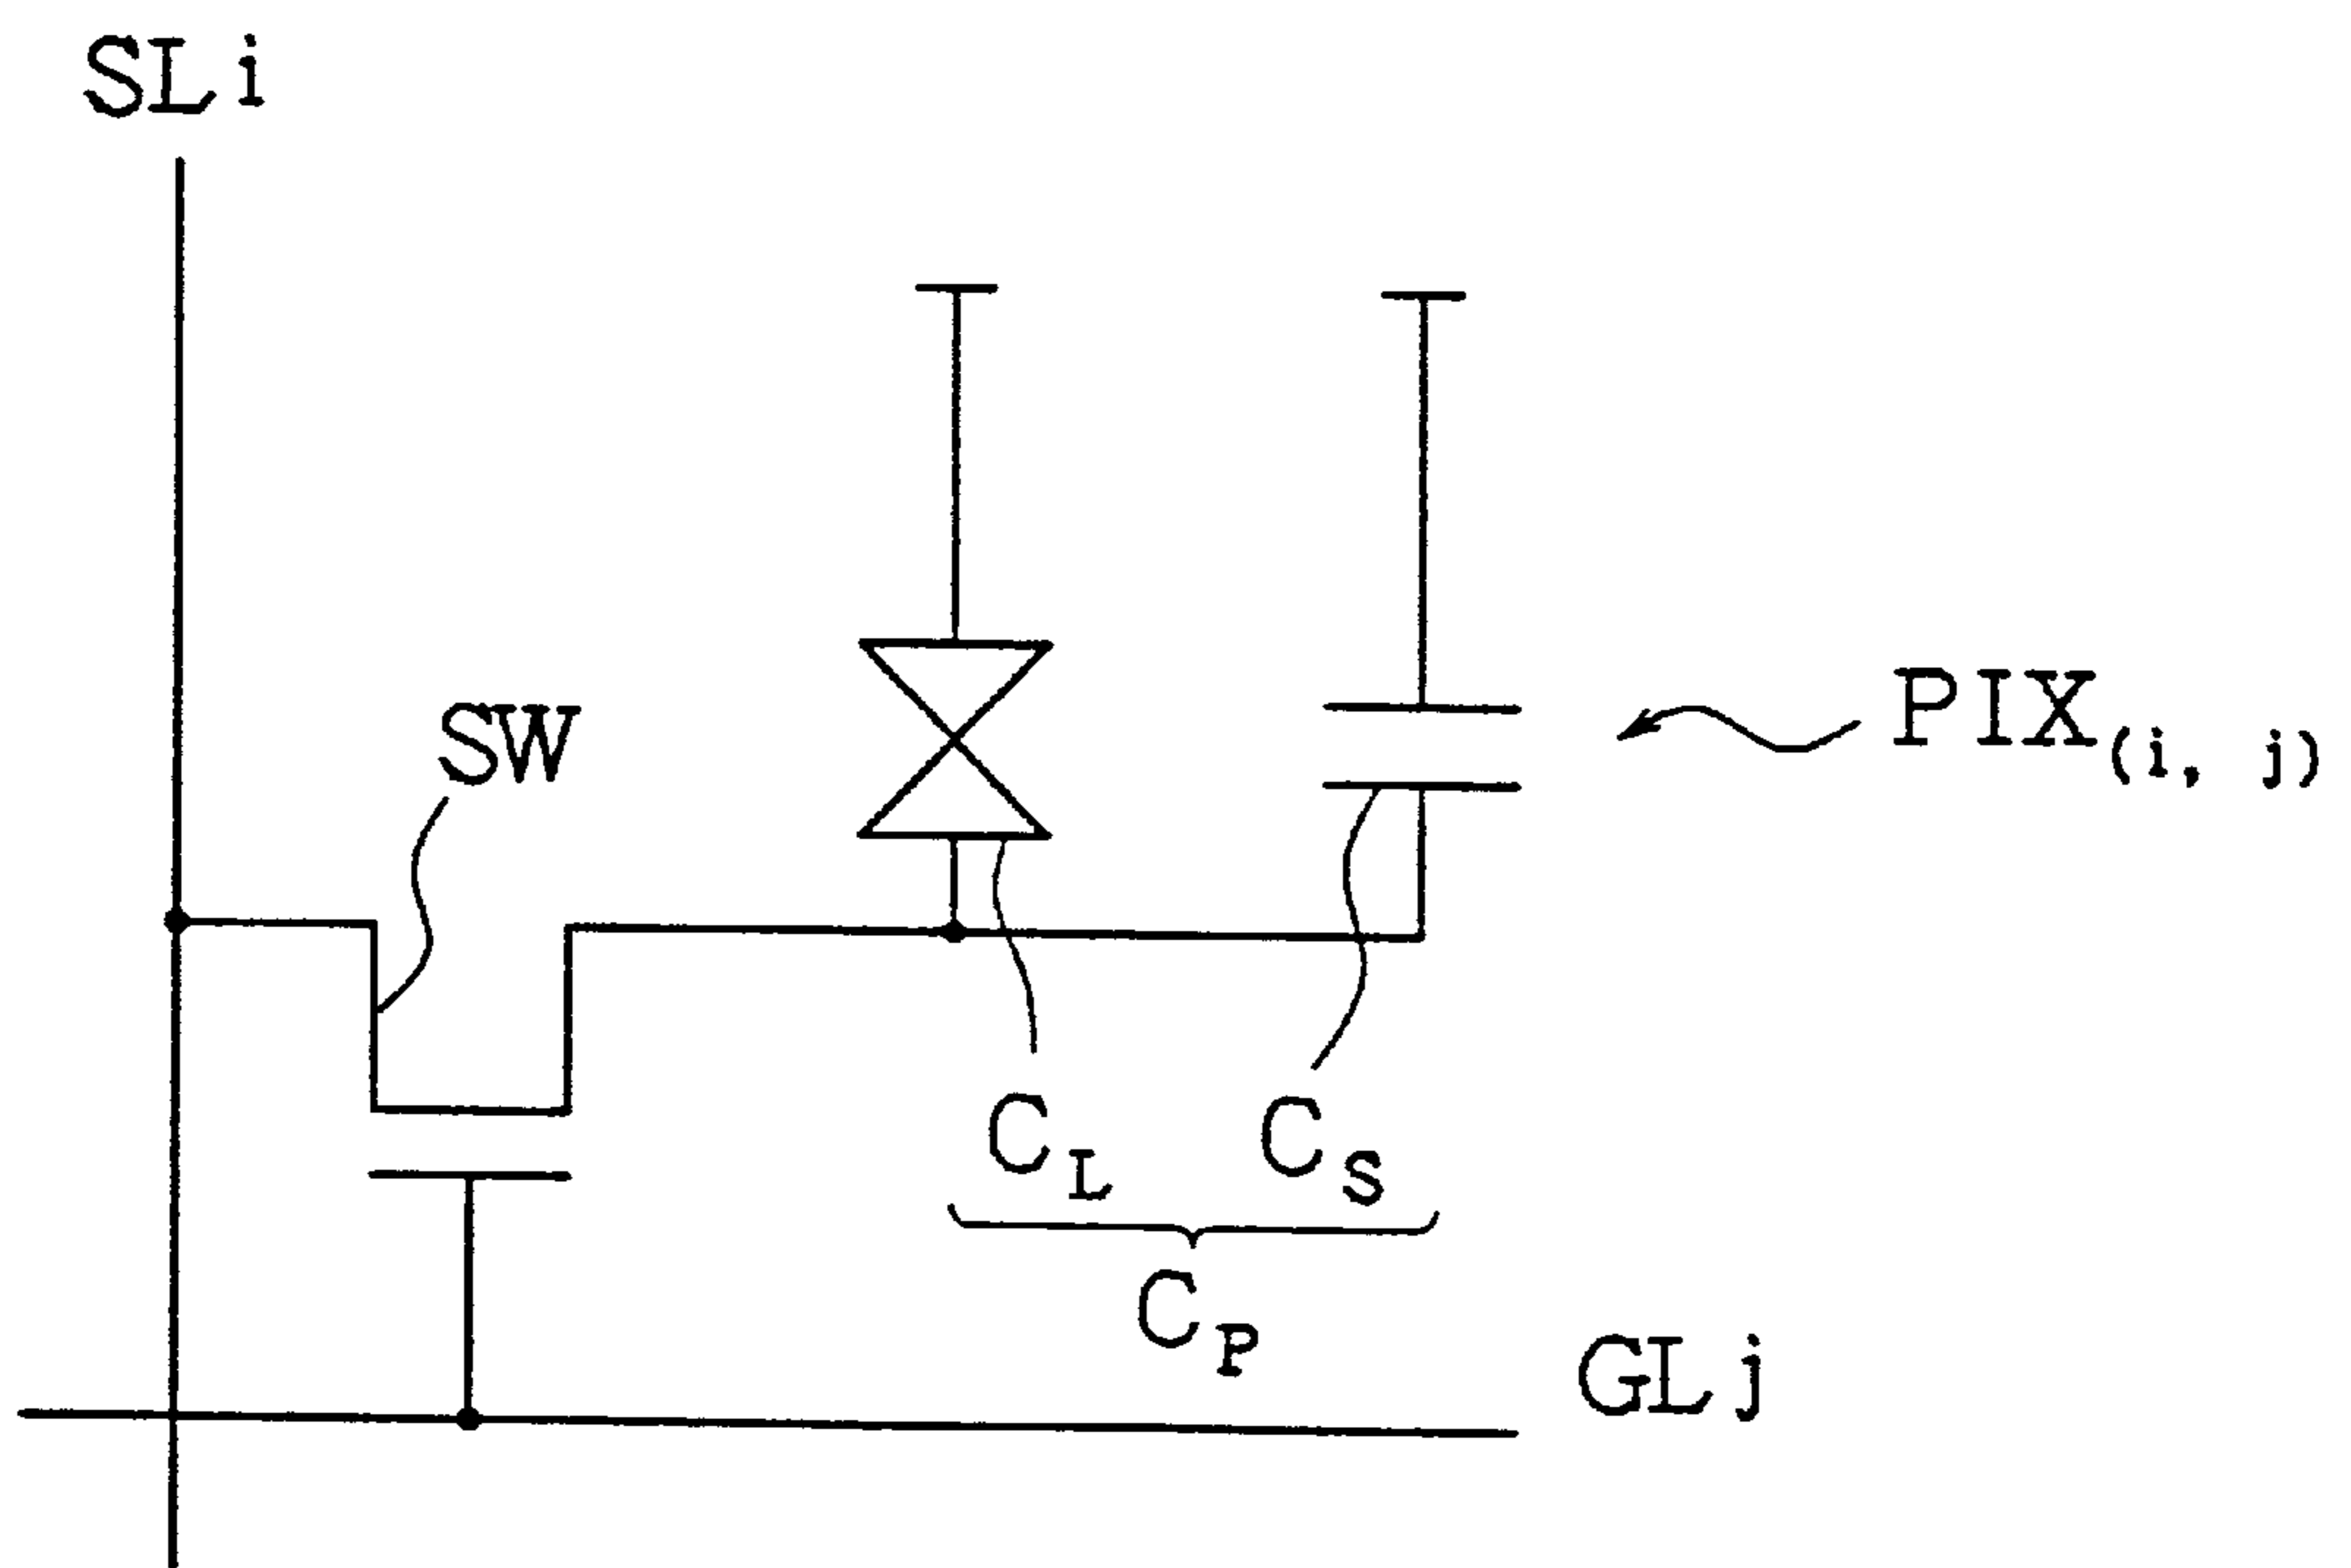 SLi
SW
PIX(i, j)
CL
CS
CP
GLj